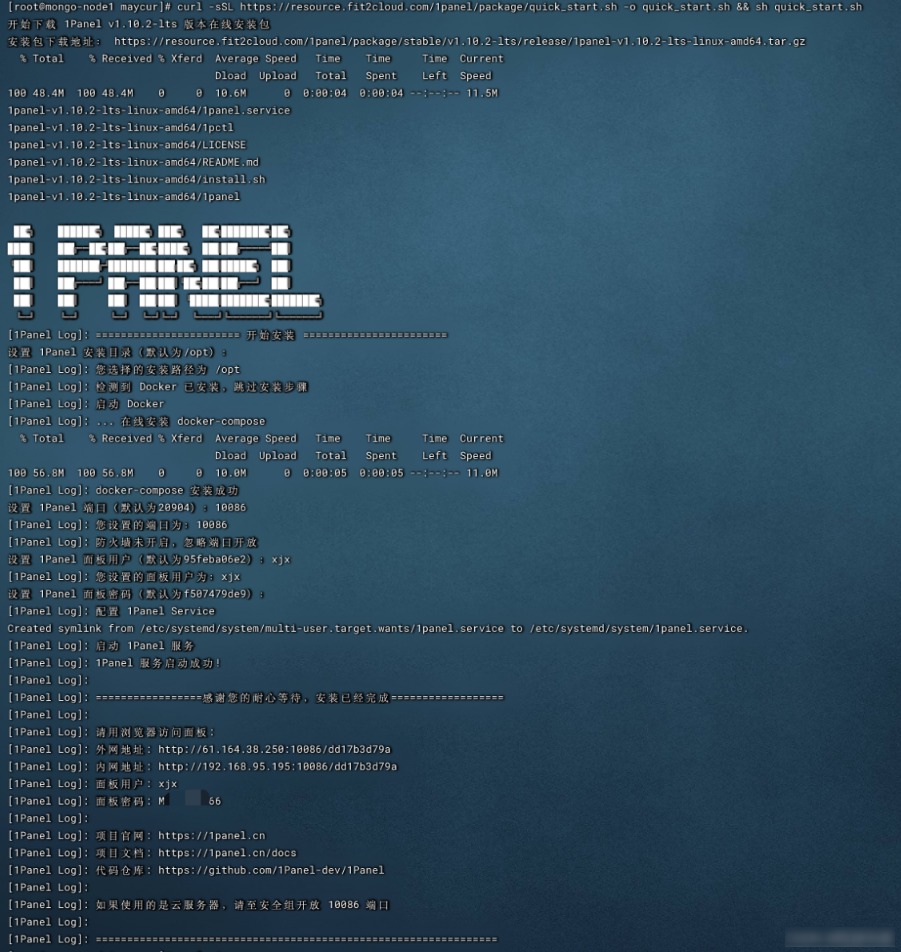 [root@mongo-node1 maycur]# curl -sSL https://resource.fit2cloud.com/1panel/package/quick_start.sh -o quick_start.sh && sh quick_start.sh
开始下载 1Panel v1.10.2-lts 版本在线安装包
安装包下载地址： https://resource.fit2cloud.com/1panel/package/stable/v1.10.2-lts/release/1panel-v1.10.2-lts-linux-amd64.tar.gz
% Total % Received % Xferd Average Speed Time Time Time Current
Dload Upload Total Spent Left Speed
100 48.4M 100 48.4M 0 0 10.6M 0 0:00:04 0:00:04 --:--:-- 11.5M
1panel-v1.10.2-lts-linux-amd64/1panel.service
1panel-v1.10.2-lts-linux-amd64/1pctl
1panel-v1.10.2-lts-linux-amd64/LICENSE
1panel-v1.10.2-lts-linux-amd64/README.md
1panel-v1.10.2-lts-linux-amd64/install.sh
1panel-v1.10.2-lts-linux-amd64/1panel
1PANEL
[1Panel Log]: ======================= 开始安装 =======================
设置 1Panel 安装目录（默认为/opt）：
[1Panel Log]: 您选择的安装路径为 /opt
[1Panel Log]: 检测到 Docker 已安装，跳过安装步骤
[1Panel Log]: 启动 Docker
[1Panel Log]: ... 在线安装 docker-compose
% Total % Received % Xferd Average Speed Time Time Time Current
Dload Upload Total Spent Left Speed
100 56.8M 100 56.8M 0 0 10.0M 0 0:00:05 0:00:05 --:--:-- 11.0M
[1Panel Log]: docker-compose 安装成功
设置 1Panel 端口（默认为20904）：10086
[1Panel Log]: 您设置的端口为：10086
[1Panel Log]: 防火墙未开启，忽略端口开放
设置 1Panel 面板用户（默认为95feba06e2）：xjx
[1Panel Log]: 您设置的面板用户为：xjx
设置 1Panel 面板密码（默认为f507479de9）：
[1Panel Log]: 配置 1Panel Service
Created symlink from /etc/systemd/system/multi-user.target.wants/1panel.service to /etc/systemd/system/1panel.service.
[1Panel Log]: 启动 1Panel 服务
[1Panel Log]: 1Panel 服务启动成功！
[1Panel Log]:
[1Panel Log]: =================感谢您的耐心等待，安装已经完成==================
[1Panel Log]:
[1Panel Log]: 请用浏览器访问面板：
[1Panel Log]: 外网地址：http://61.164.38.250:10086/dd17b3d79a
[1Panel Log]: 内网地址：http://192.168.95.195:10086/dd17b3d79a
[1Panel Log]: 面板用户：xjx
[1Panel Log]: 面板密码：M 66
[1Panel Log]:
[1Panel Log]: 项目官网：https://1panel.cn
[1Panel Log]: 项目文档：https://1panel.cn/docs
[1Panel Log]: 代码仓库：https://github.com/1Panel-dev/1Panel
[1Panel Log]:
[1Panel Log]: 如果使用的是云服务器，请至安全组开放 10086 端口
[1Panel Log]:
[1Panel Log]: ================================================================